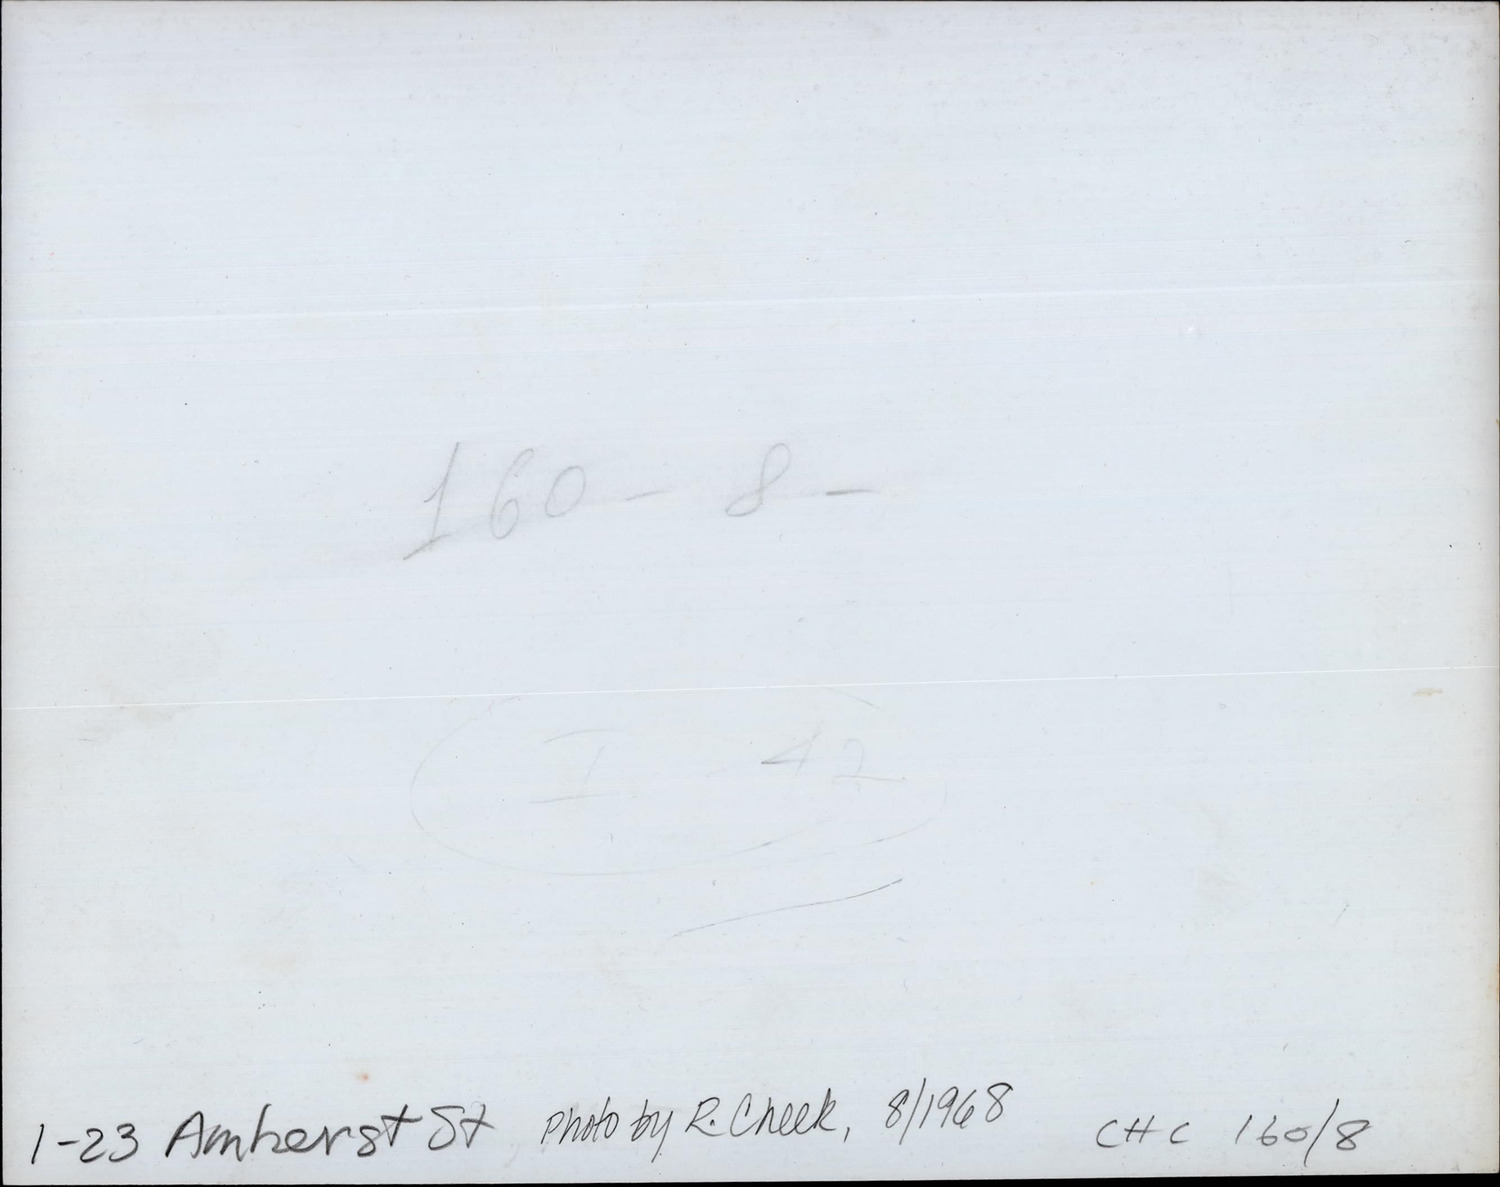 160 - 8 -
I - 42
1-23 Amherst St Photo by R. Cheek, 8/1968 CHC 160/8